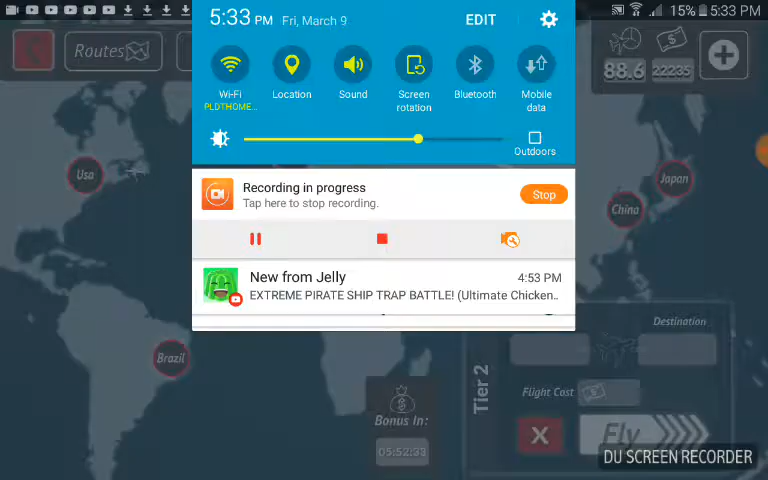 5:33 PM Fri, March 9 EDIT
15% 5:33 PM
Routes
88.6 22235
Wi-Fi
PLDTHOME...
Location
Sound
Screen
rotation
Bluetooth
Mobile
data
Outdoors
Usa
Recording in progress
Tap here to stop recording.
Stop
Japan
China
New from Jelly 4:53 PM
EXTREME PIRATE SHIP TRAP BATTLE! (Ultimate Chicken..
Brazil
Destination
Tier 2
Flight Cost
Bonus In:
05:52:33
X
Fly
DU SCREEN RECORDER